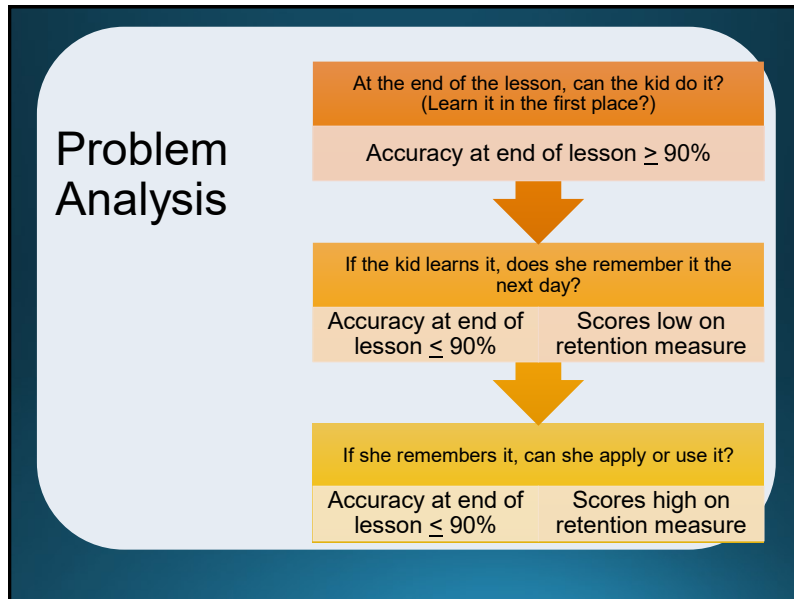 Problem
Analysis
At the end of the lesson, can the kid do it?
(Learn it in the first place?)
Accuracy at end of lesson ≥ 90%
If the kid learns it, does she remember it the
next day?
Accuracy at end of
lesson ≤ 90%
Scores low on
retention measure
If she remembers it, can she apply or use it?
Accuracy at end of
lesson ≤ 90%
Scores high on
retention measure